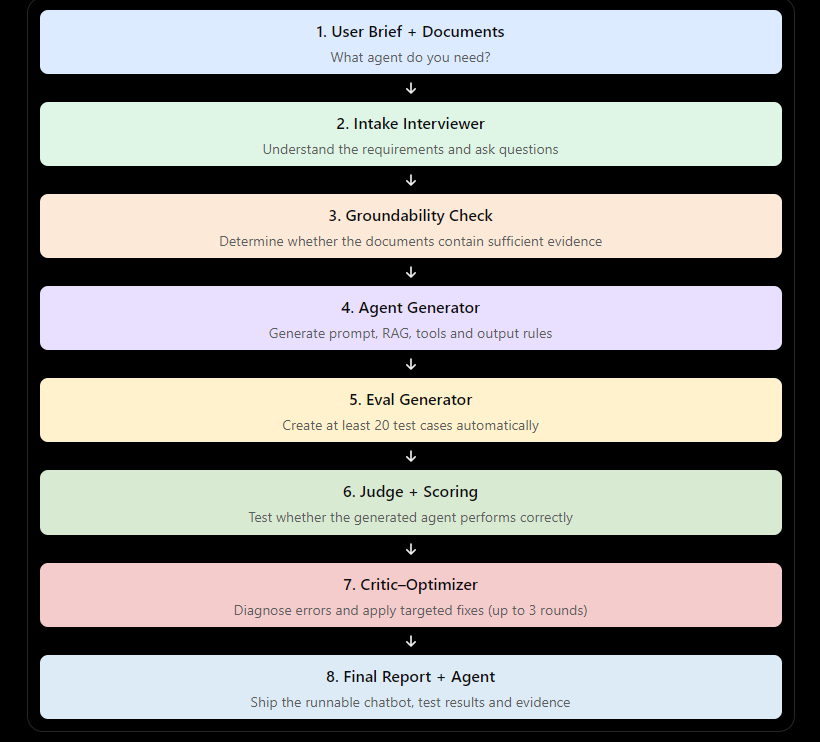 1. User Brief + Documents
What agent do you need?
2. Intake Interviewer
Understand the requirements and ask questions
3. Groundability Check
Determine whether the documents contain sufficient evidence
4. Agent Generator
Generate prompt, RAG, tools and output rules
5. Eval Generator
Create at least 20 test cases automatically
6. Judge + Scoring
Test whether the generated agent performs correctly
7. Critic–Optimizer
Diagnose errors and apply targeted fixes (up to 3 rounds)
8. Final Report + Agent
Ship the runnable chatbot, test results and evidence